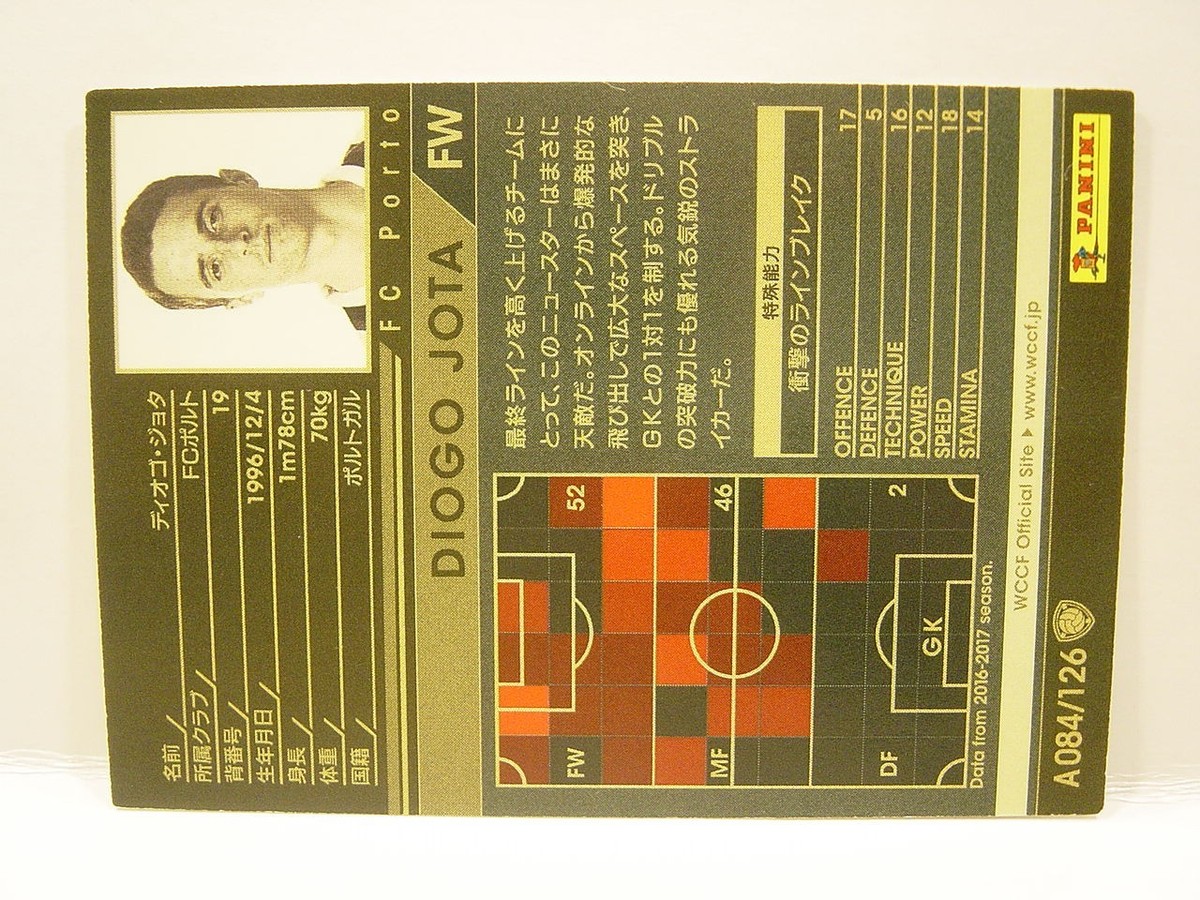 名前／ディオゴ・ジョタ
所属クラブ／FCポルト
背番号／19
生年月日／1996/12/4
身長／1m78cm
体重／70kg
国籍／ポルトガル
FC Porto
DIOGO JOTA FW
最終ラインを高く上げるチームに
とって、このニュースターはまさに
天敵だ。オンラインから爆発的な
飛び出しで広大なスペースを突き、
GKとの1対1を制する。ドリブル
の突破力にも優れる気鋭のストラ
イカーだ。
FW 52
MF 46
DF 2
GK
Data from 2016-2017 season.
特殊能力
衝撃のラインブレイク
OFFENCE 17
DEFENCE 5
TECHNIQUE 16
POWER 12
SPEED 18
STAMINA 14
WCCF Official Site ▶ www.wccf.jp
A084/126
PANINI